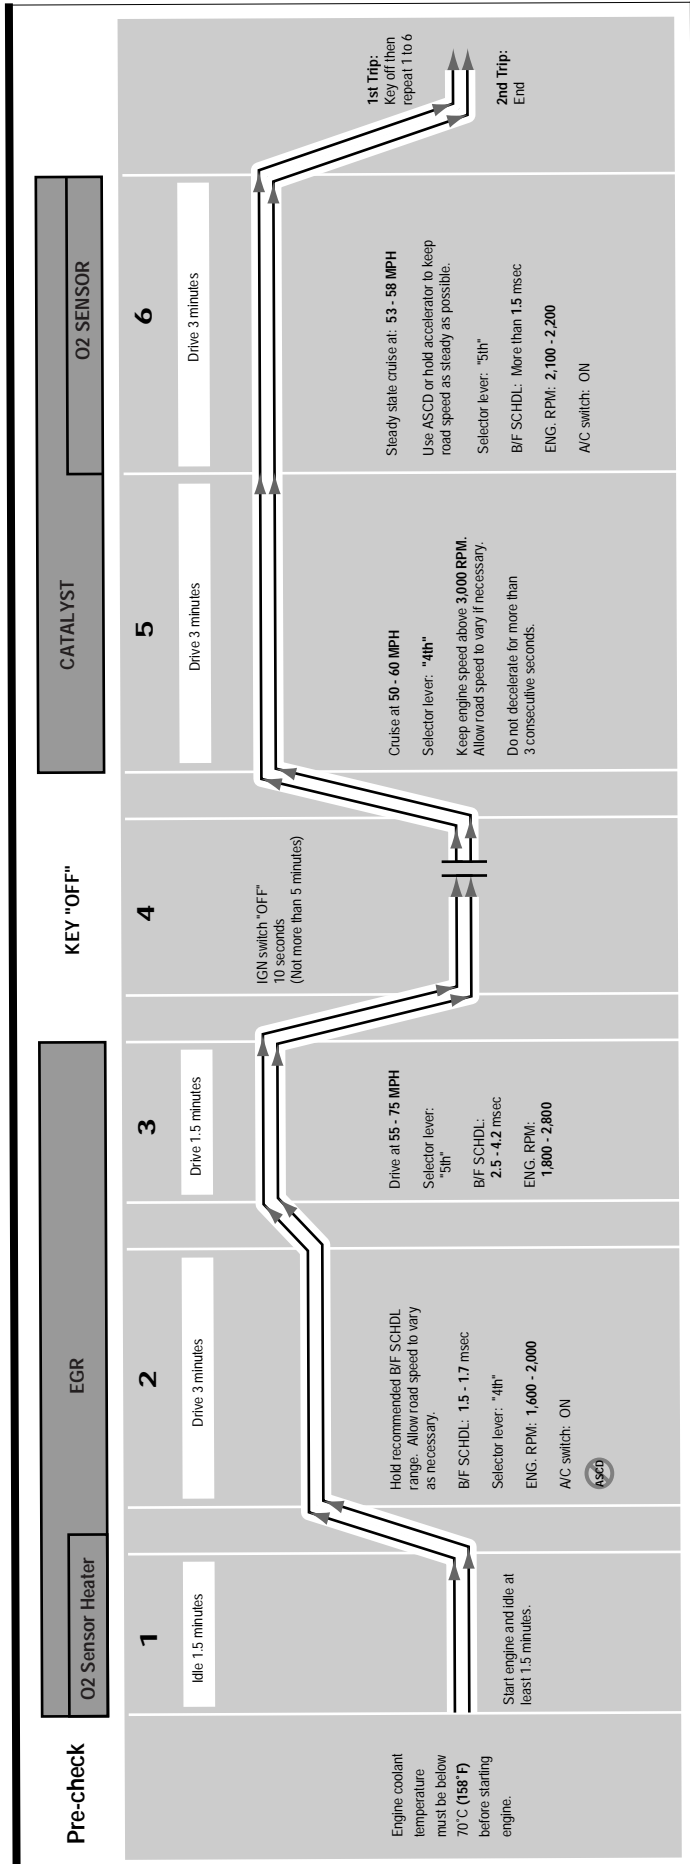 Pre-check
EGR
O2 Sensor Heater
KEY "OFF"
CATALYST
O2 SENSOR
Engine coolant
temperature
must be below
70˚C (158˚F)
before starting
engine.
1
Idle 1.5 minutes
Start engine and idle at
least 1.5 minutes.
2
Drive 3 minutes
Hold recommended B/F SCHDL
range. Allow road speed to vary
as necessary.
B/F SCHDL: 1.5 - 1.7 msec
Selector lever: "4th"
ENG. RPM: 1,600 - 2,000
A/C switch: ON
ASCD
3
Drive 1.5 minutes
Drive at 55 - 75 MPH
Selector lever:
"5th"
B/F SCHDL:
2.5 - 4.2 msec
ENG. RPM:
1,800 - 2,800
4
IGN switch "OFF"
10 seconds
(Not more than 5 minutes)
5
Drive 3 minutes
Cruise at 50 - 60 MPH
Selector lever: "4th"
Keep engine speed above 3,000 RPM.
Allow road speed to vary if necessary.
Do not decelerate for more than
3 consecutive seconds.
6
Drive 3 minutes
Steady state cruise at: 53 - 58 MPH
Use ASCD or hold accelerator to keep
road speed as steady as possible.
Selector lever: "5th"
B/F SCHDL: More than 1.5 msec
ENG. RPM: 2,100 - 2,200
A/C switch: ON
1st Trip:
Key off then
repeat 1 to 6
2nd Trip:
End